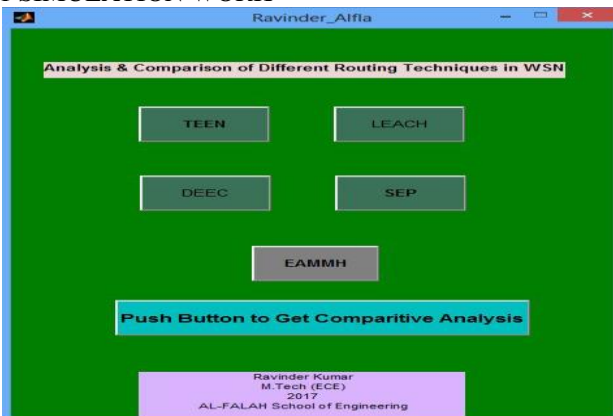 Ravinder_Alfla
Analysis & Comparison of Different Routing Techniques in WSN
TEEN LEACH
DEEC SEP
EAMMH
Push Button to Get Comparitive Analysis
Ravinder Kumar
M.Tech (ECE)
2017
AL-FALAH School of Engineering